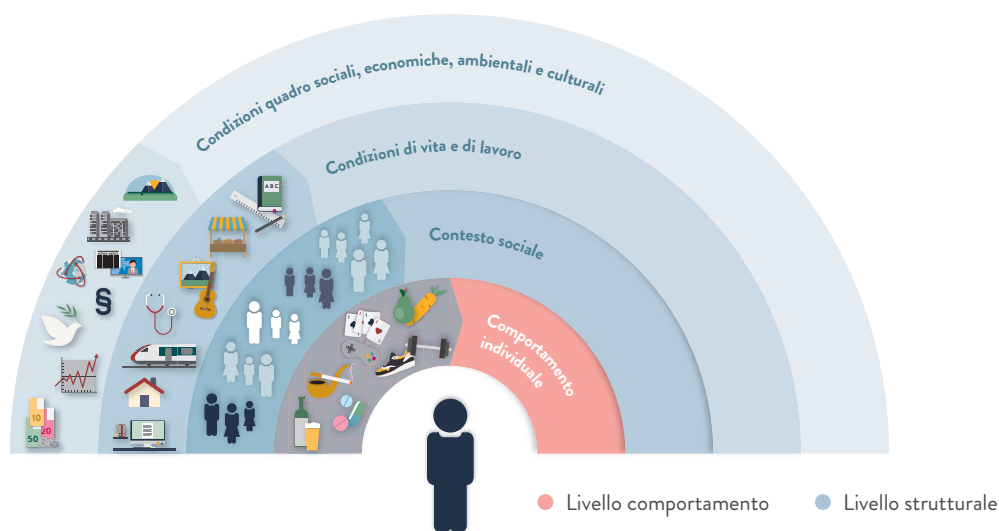 Condizioni quadro sociali, economiche, ambientali e culturali
Condizioni di vita e di lavoro
ABC
Contesto sociale
§
Comportamento
individuale
10
20
50
Livello comportamento
Livello strutturale